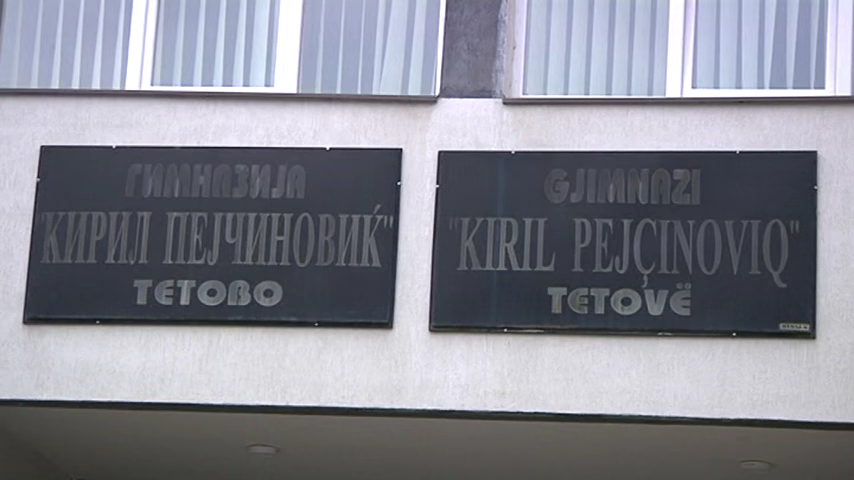 ГИМНАЗИЈА
"КИРИЛ ПЕЈЧИНОВИЌ"
ТЕТОВО
GJIMNAZI
"KIRIL PEJÇINOVIQ"
TETOVË